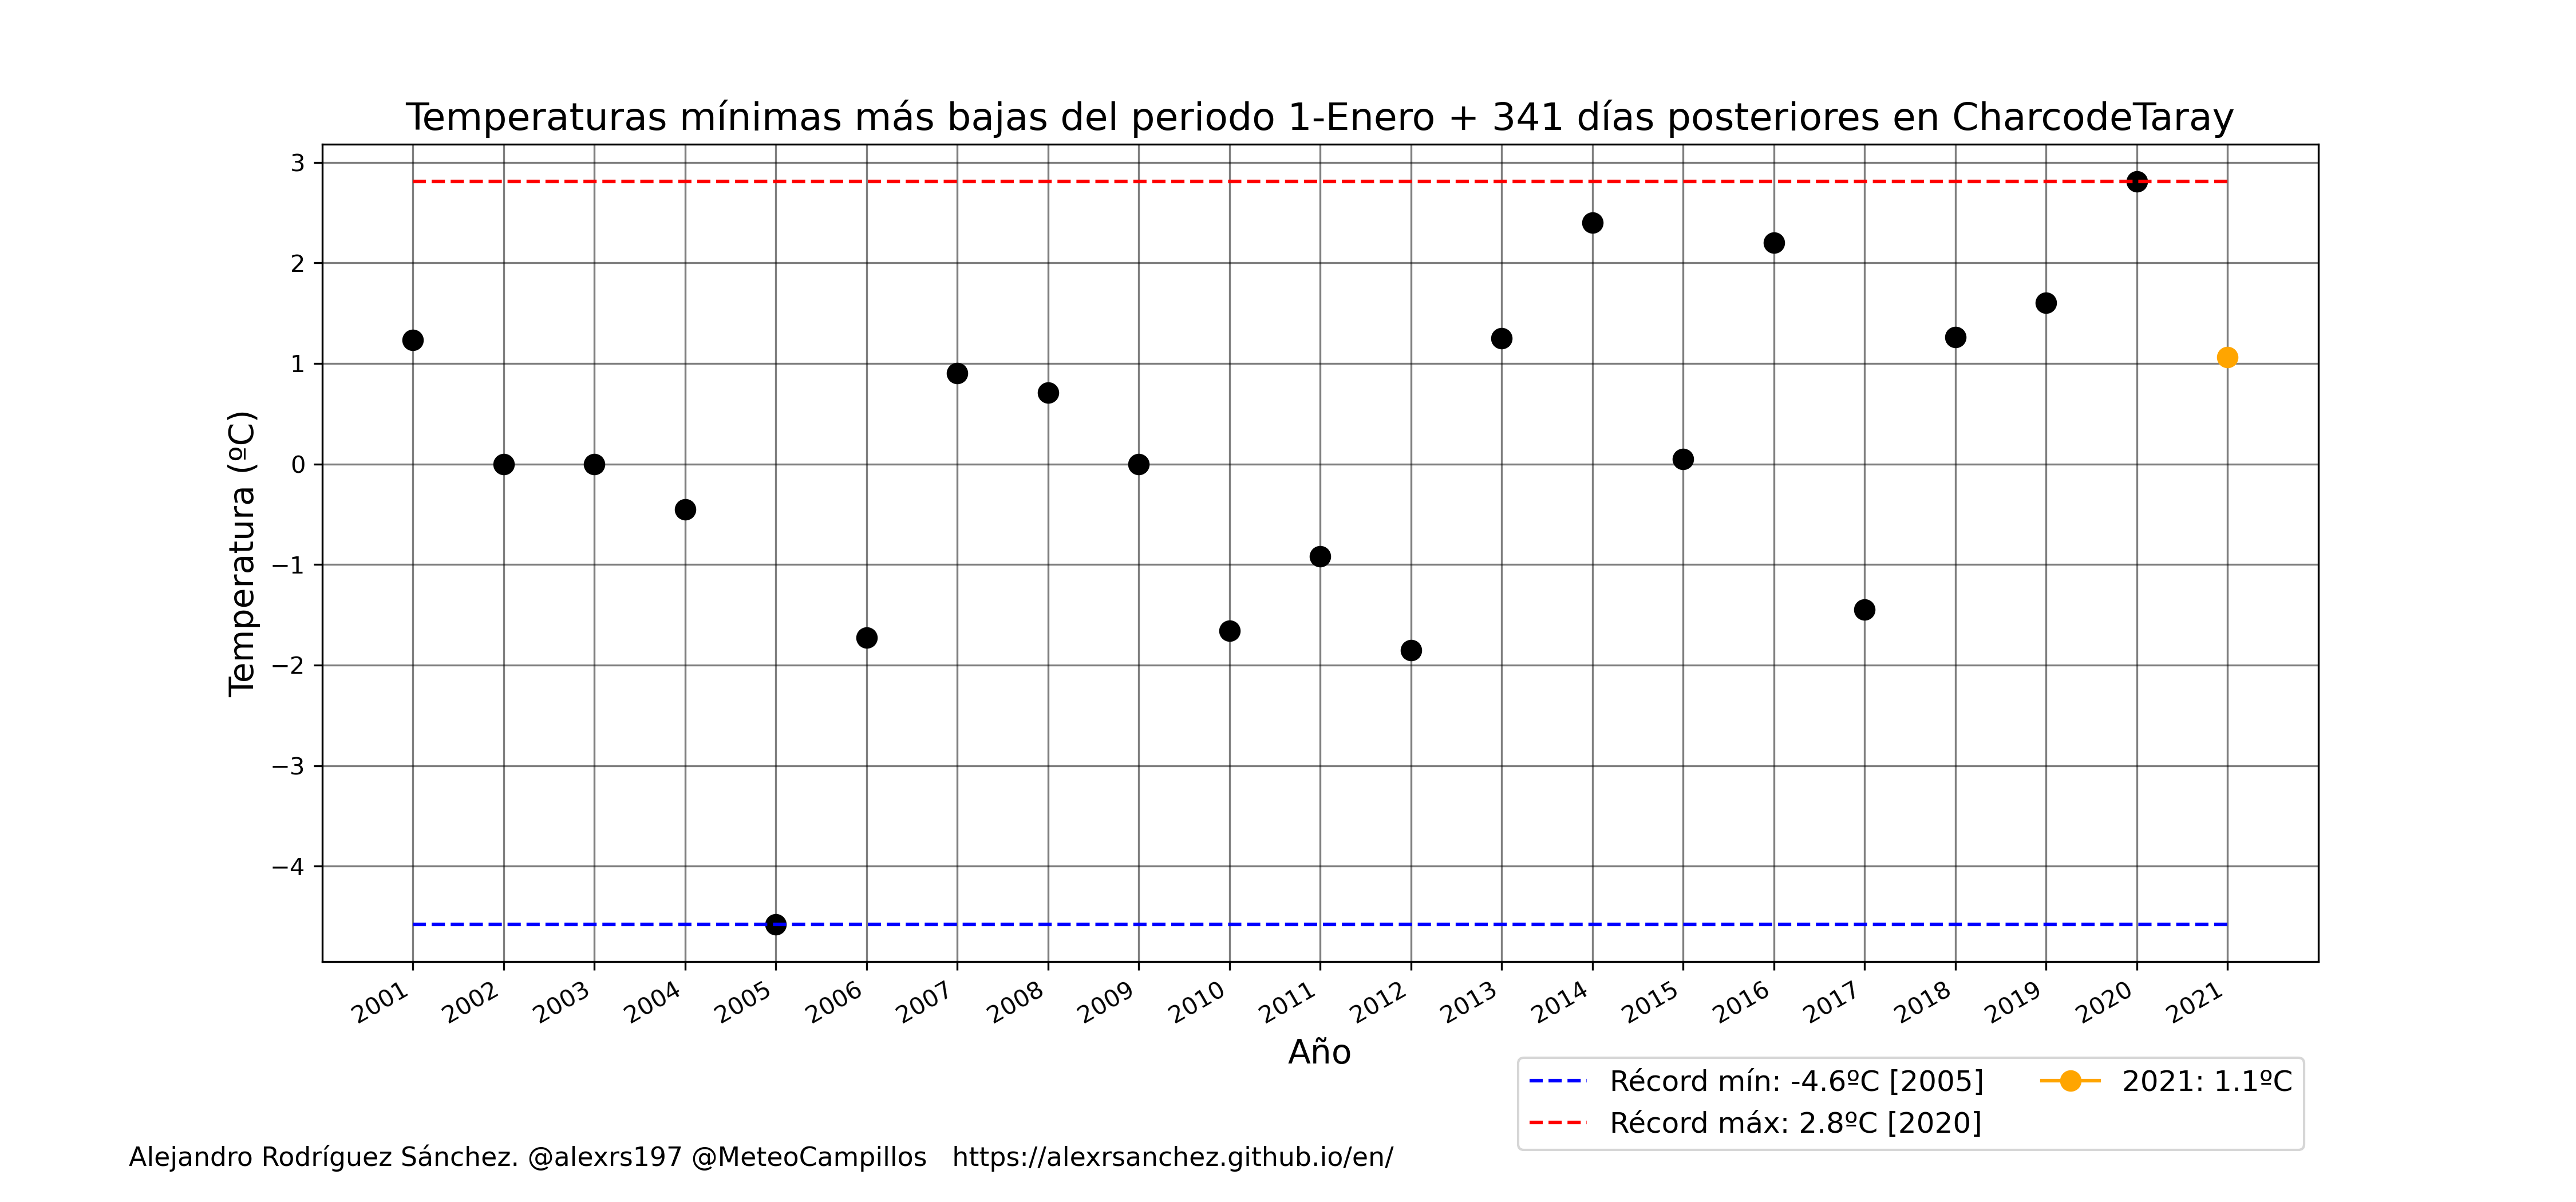 Temperaturas mínimas más bajas del periodo 1-Enero + 341 días posteriores en CharcodeTaray
3
2
1
0
−1
−2
−3
−4
Temperatura (ºC)
2001 2002 2003 2004 2005 2006 2007 2008 2009 2010 2011 2012 2013 2014 2015 2016 2017 2018 2019 2020 2021
Año
Récord mín: -4.6ºC [2005]
Récord máx: 2.8ºC [2020]
2021: 1.1ºC
Alejandro Rodríguez Sánchez. @alexrs197 @MeteoCampillos https://alexrsanchez.github.io/en/